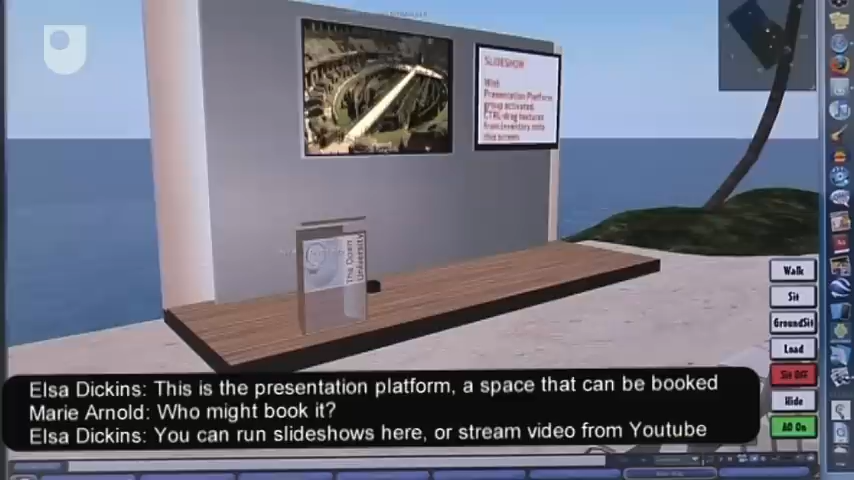 SLIDESHOW
With
Presentation Platform
group activated
CTRL-drag textures
from inventory onto
this screen
The Open
University
Walk
Sit
GroundSit
Load
Sit OFF
Hide
AO On
Elsa Dickins: This is the presentation platform, a space that can be booked
Marie Arnold: Who might book it?
Elsa Dickins: You can run slideshows here, or stream video from Youtube